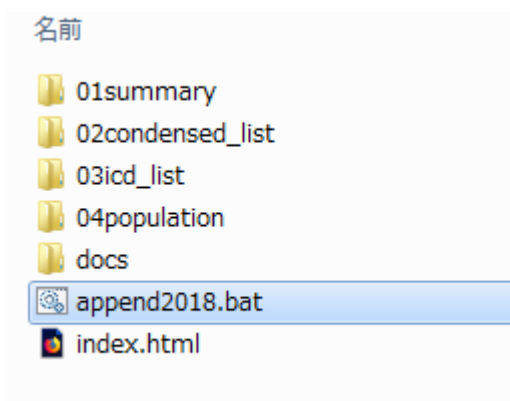 名前
01summary
02condensed_list
03icd_list
04population
docs
append2018.bat
index.html